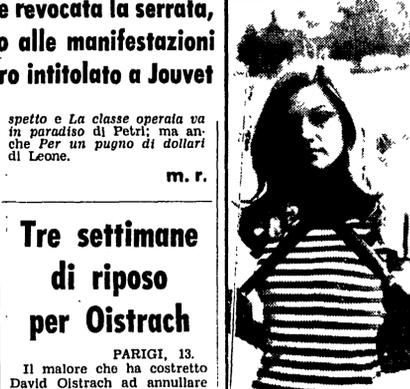 e revocata la serrata,
o alle manifestazioni
ro intitolato a Jouvet
spetto e La classe operaia va
in paradiso di Petri; ma an-
che Per un pugno di dollari
di Leone.
m. r.
Tre settimane
di riposo
per Oistrach
PARIGI, 13.
Il malore che ha costretto
David Oistrach ad annullare